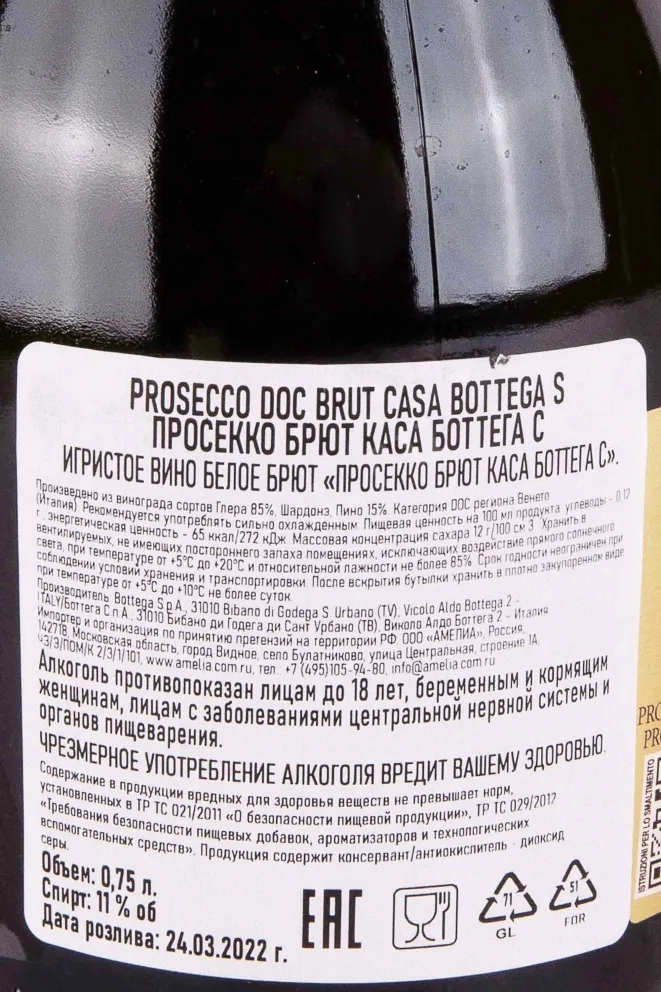 PROSECCO DOC BRUT CASA BOTTEGA S
ПРОСЕККО БРЮТ КАСА БОТТЕГА С
ИГРИСТОЕ ВИНО БЕЛОЕ БРЮТ «ПРОСЕККО БРЮТ КАСА БОТТЕГА С».
Произведено из винограда сортов Глера 85%, Шардонэ, Пино 15%. Категория DOC региона Венето
(Италия). Рекомендуется употреблять сильно охлажденным. Пищевая ценность на 100 мл продукта: углеводы - 0,12
г, энергетическая ценность - 65 ккал/272 кДж. Массовая концентрация сахара 12 г/100 см 3. Хранить в
вентилируемых, не имеющих постороннего запаха помещениях, исключающих воздействие прямого солнечного
света, при температуре от +5°С до +20°С и относительной лажности не более 85%. Срок годности неограничен при
соблюдении условий хранения и транспортировки. После вскрытия бутылки хранить в плотно закупоренном виде
при температуре от +5°С до +10°С не более суток.
Производитель: Bottega S.p.A., 31010 Bibano di Godega S. Urbano (TV), Vicolo Aldo Bottega 2 -
ITALY/Боттега С.п.А., 31010 Бибано ди Годега ди Сант Урбано (ТВ), Виколо Алдо Боттега 2 - Италия
Импортер и организация по принятию претензий на территории РФ: ООО «АМЕЛИА», Россия,
142718, Московская область, город Видное, село Булатниково, улица Центральная, строение 1А,
Ч/З/ПОМ/К 2/3/1/101, www.amelia.com.ru, тел.: +7 (495)105-94-80, info@amelia.com.ru
Алкоголь противопоказан лицам до 18 лет, беременным и кормящим
женщинам, лицам с заболеваниями центральной нервной системы и
органов пищеварения.
ЧРЕЗМЕРНОЕ УПОТРЕБЛЕНИЕ АЛКОГОЛЯ ВРЕДИТ ВАШЕМУ ЗДОРОВЬЮ.
Содержание в продукции вредных для здоровья веществ не превышает норм,
установленных в ТР ТС 021/2011 «О безопасности пищевой продукции», ТР ТС 029/2012
«Требования безопасности пищевых добавок, ароматизаторов и технологических
вспомогательных средств». Продукция содержит консервант/антиокислитель - диоксид
серы.
Объем: 0,75 л.
Спирт: 11 % об
Дата розлива: 24.03.2022 г.
EAC
71
GL
51
FOR
PRO
PRO
ISTRUZIONI PER LO SMALTIMENTO